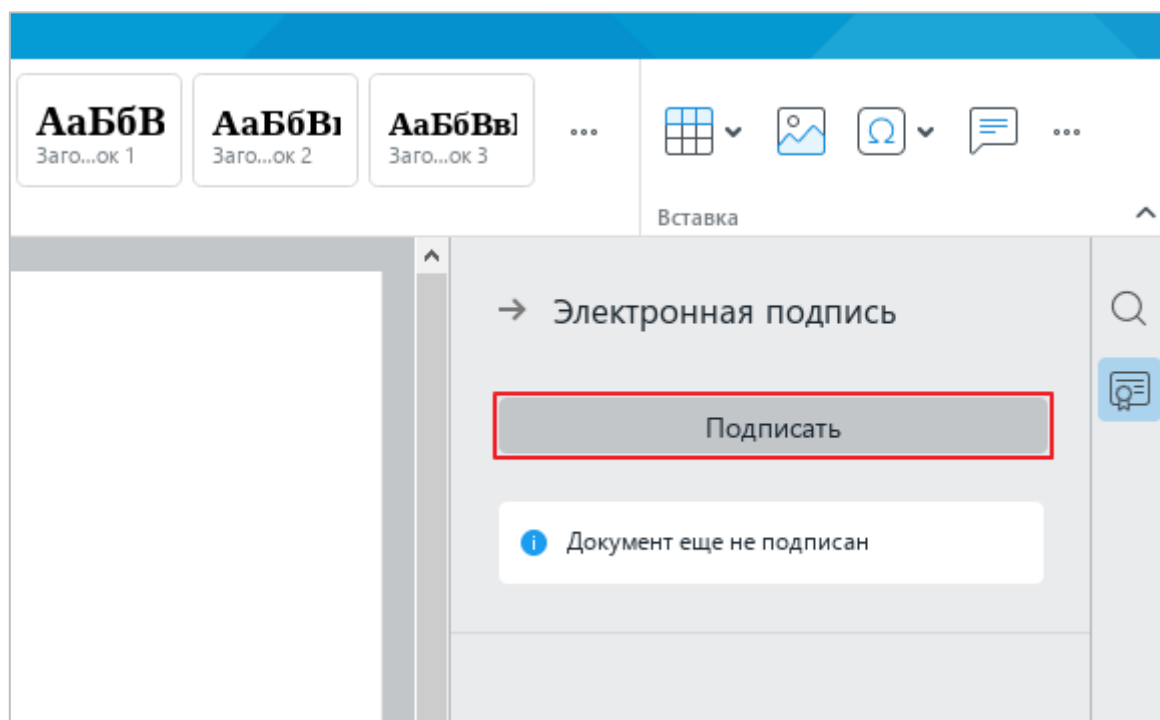 АаБбВ АаБбВı АаБбВвl
Заго...ок 1 Заго...ок 2 Заго...ок 3
Вставка
Электронная подпись
Подписать
Документ еще не подписан